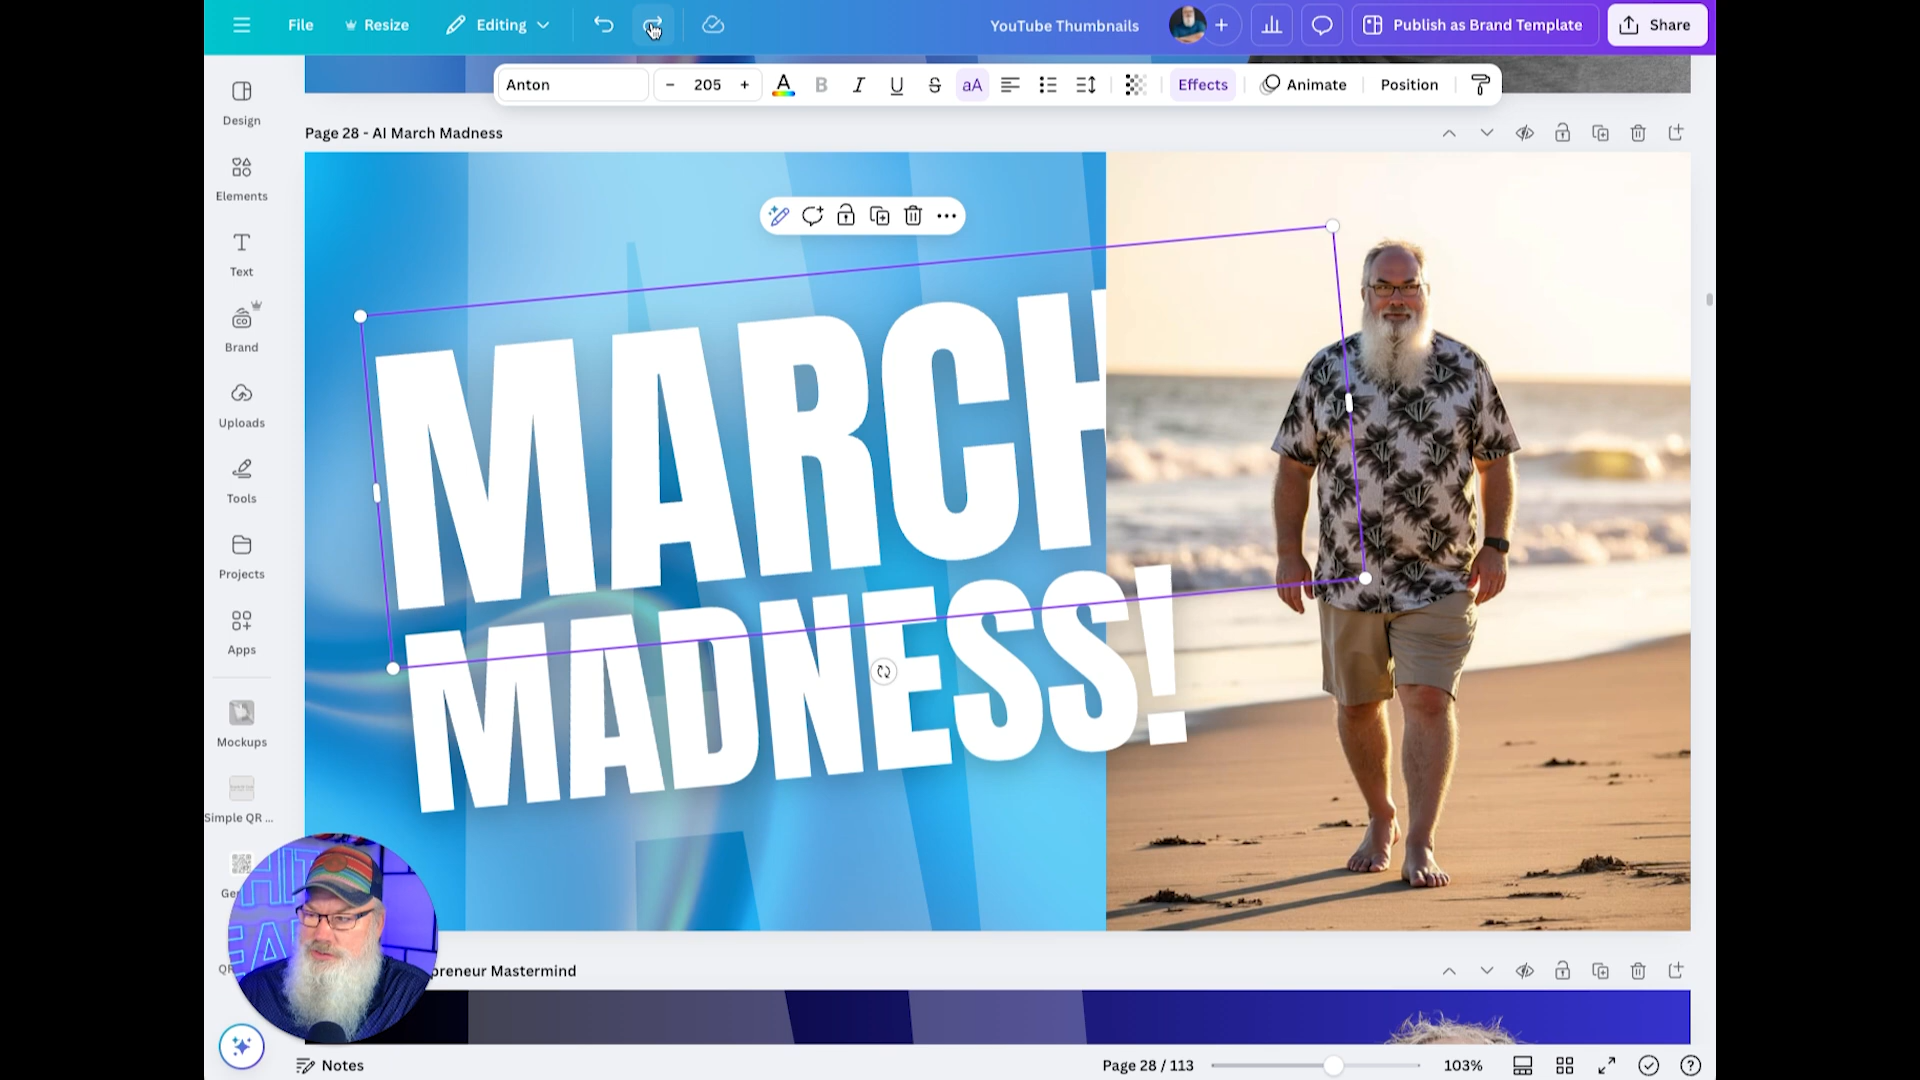 File
Resize
Editing
YouTube Thumbnails
Publish as Brand Template
Share
Anton
- 205 +
A B I U S aA
Effects
Animate
Position
Page 28 - AI March Madness
Design
Elements
Text
Brand
Uploads
Tools
Projects
Apps
Mockups
Simple QR ...
MARCH
MADNESS!
preneur Mastermind
Notes
Page 28 / 113
103%